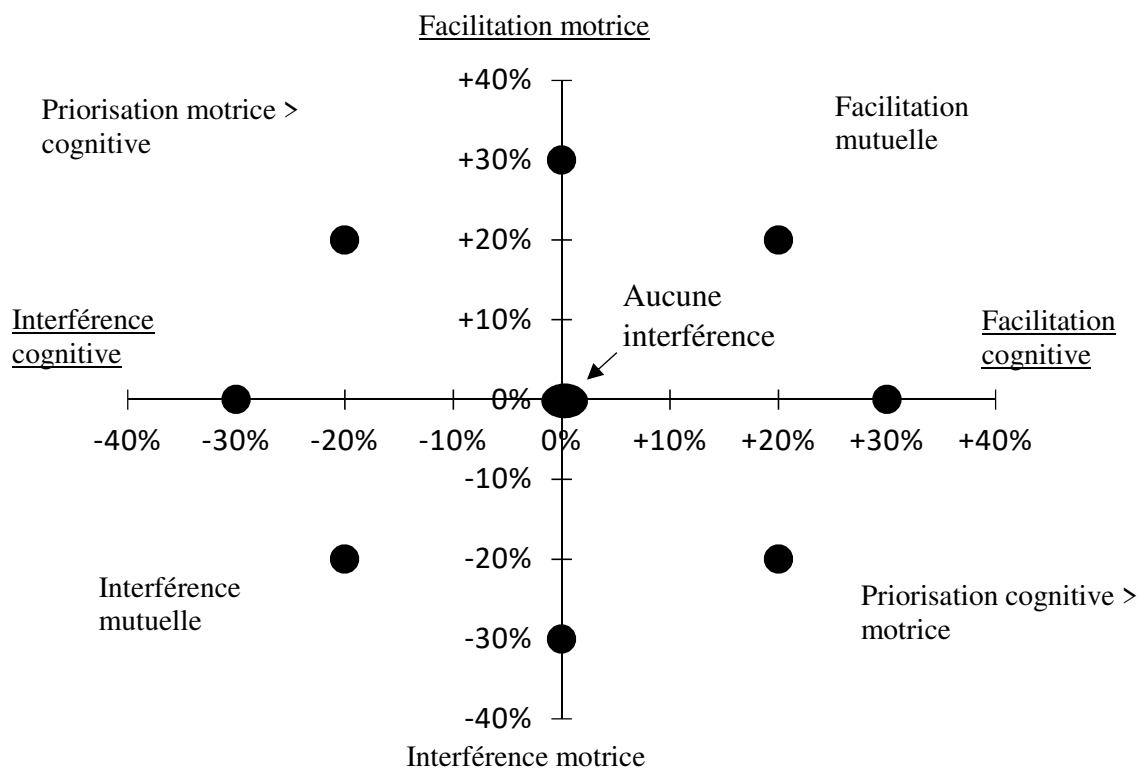 Facilitation motrice
+40%
Priorisation motrice >
cognitive
Facilitation
mutuelle
+30%
+20%
Aucune
interférence
+10%
Interférence
cognitive
Facilitation
cognitive
0%
-40% -30% -20% -10% 0% +10% +20% +30% +40%
-10%
-20%
Interférence
mutuelle
Priorisation cognitive >
motrice
-30%
-40%
Interférence motrice